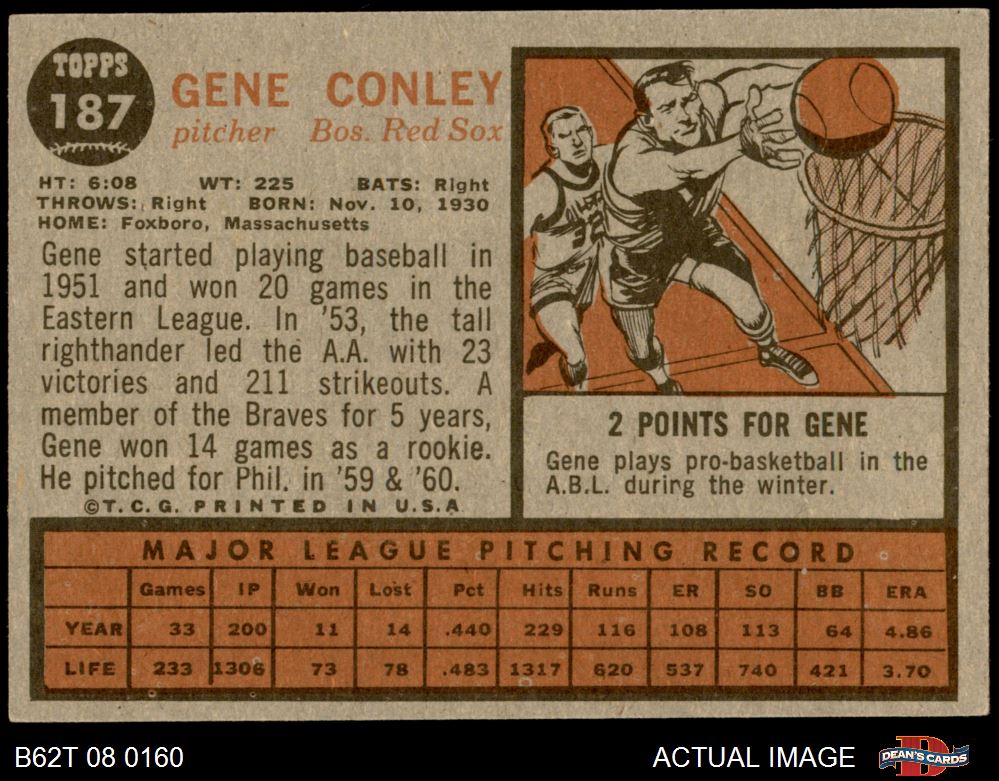 TOPPS
187
GENE CONLEY
pitcher Bos. Red Sox
HT: 6:08 WT: 225 BATS: Right
THROWS: Right BORN: Nov. 10, 1930
HOME: Foxboro, Massachusetts
Gene started playing baseball in
1951 and won 20 games in the
Eastern League. In '53, the tall
righthander led the A.A. with 23
victories and 211 strikeouts. A
member of the Braves for 5 years,
Gene won 14 games as a rookie.
He pitched for Phil. in '59 & '60.
©T.C.G. PRINTED IN U.S.A.
2 POINTS FOR GENE
Gene plays pro-basketball in the
A.B.L. during the winter.
MAJOR LEAGUE PITCHING RECORD
Games IP Won Lost Pct Hits Runs ER SO BB ERA
YEAR 33 200 11 14 .440 229 116 108 113 64 4.86
LIFE 233 1306 73 78 .483 1317 620 537 740 421 3.70
B62T 08 0160 ACTUAL IMAGE DEAN'S CARDS